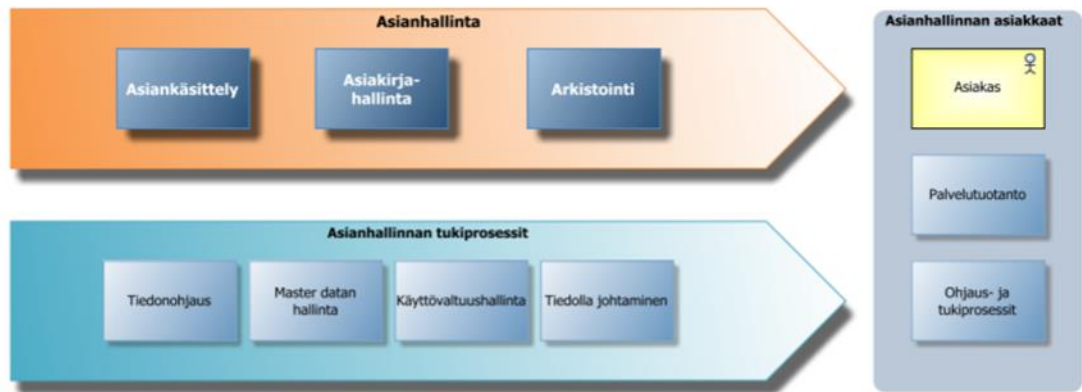 Asianhallinta
Asiankäsittely
Asiakirja-
hallinta
Arkistointi
Asianhallinnan tukiprosessit
Tiedonohjaus
Master datan
hallinta
Käyttövaltuushallinta
Tiedolla johtaminen
Asianhallinnan asiakkaat
Asiakas
Palvelutuotanto
Ohjaus- ja
tukiprosessit